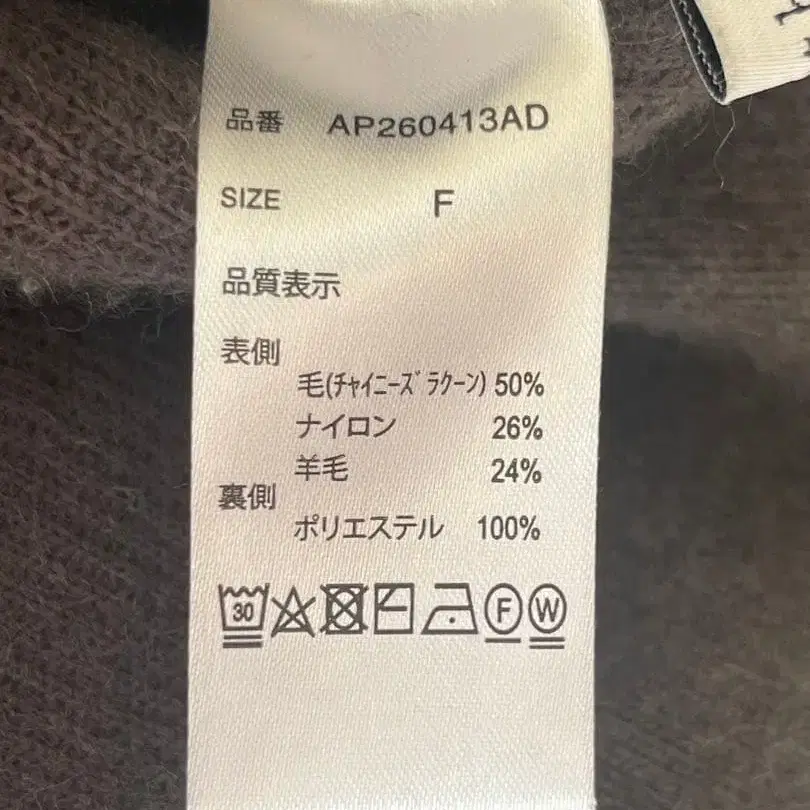 品番 AP260413AD
SIZE F
品質表示
表側
毛(ﾁｬｲﾆｰｽﾞﾗｸｰﾝ) 50%
ナイロン 26%
羊毛 24%
裏側
ポリエステル 100%
30 F W